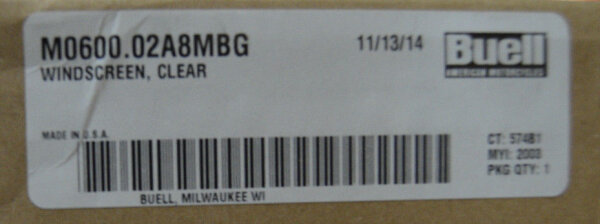 M0600.02A8MBG
11/13/14
Buell
AMERICAN MOTORCYCLES
WINDSCREEN, CLEAR
MADE IN U.S.A.
CT: 574B1
MYI: 2003
PKG QTY: 1
BUELL, MILWAUKEE WI